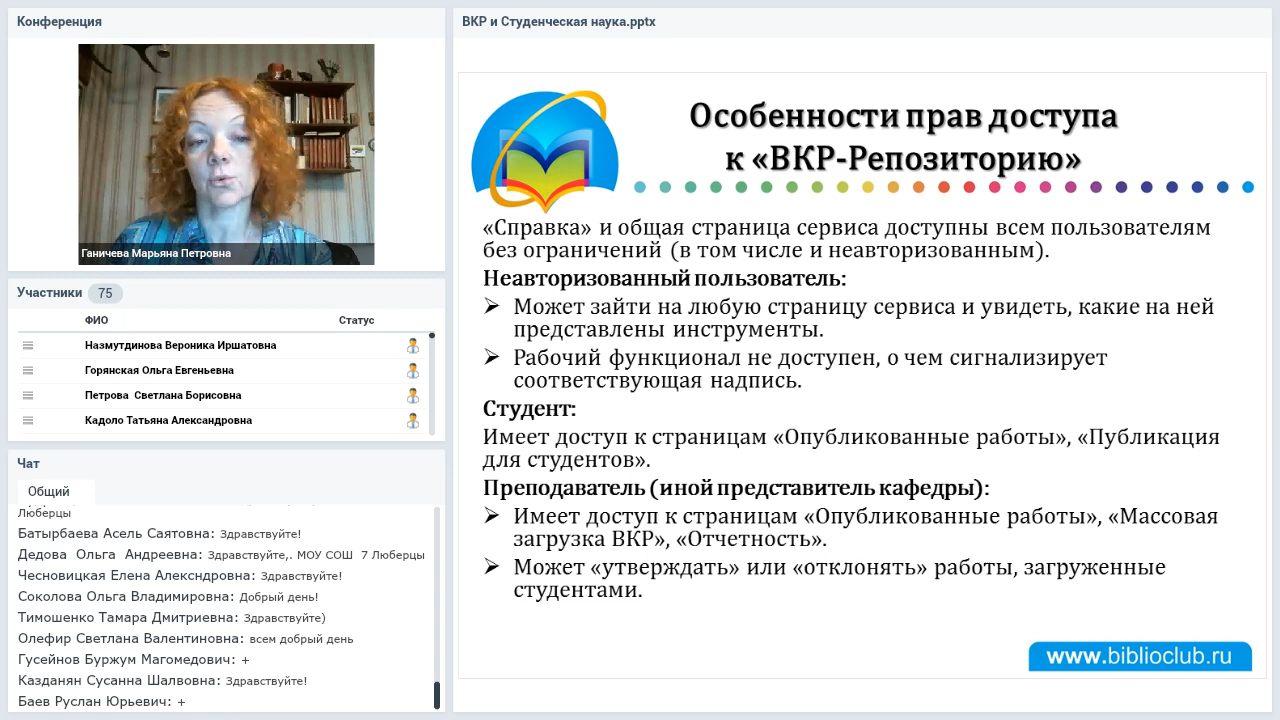 Конференция
Ганичева Марьяна Петровна
Участники 75
ФИО Статус
Назмутдинова Вероника Иршатовна
Горянская Ольга Евгеньевна
Петрова Светлана Борисовна
Кадоло Татьяна Александровна
Чат
Общий
Люберцы
Батырбаева Асель Саятовна: Здравствуйте!
Дедова Ольга Андреевна: Здравствуйте,. МОУ СОШ 7 Люберцы
Чесновицкая Елена Алекснdровна: Здравствуйте!
Соколова Ольга Владимировна: Добрый день!
Тимошенко Тамара Дмитриевна: Здравствуйте)
Олефир Светлана Валентиновна: всем добрый день
Гусейнов Буржум Магомедович: +
Казданян Сусанна Шалвовна: Здравствуйте!
Баев Руслан Юрьевич: +
ВКР и Студенческая наука.pptx
Особенности прав доступа
к «ВКР-Репозиторию»
«Справка» и общая страница сервиса доступны всем пользователям
без ограничений (в том числе и неавторизованным).
Неавторизованный пользователь:
➢ Может зайти на любую страницу сервиса и увидеть, какие на ней
представлены инструменты.
➢ Рабочий функционал не доступен, о чем сигнализирует
соответствующая надпись.
Студент:
Имеет доступ к страницам «Опубликованные работы», «Публикация
для студентов».
Преподаватель (иной представитель кафедры):
➢ Имеет доступ к страницам «Опубликованные работы», «Массовая
загрузка ВКР», «Отчетность».
➢ Может «утверждать» или «отклонять» работы, загруженные
студентами.
www.biblioclub.ru